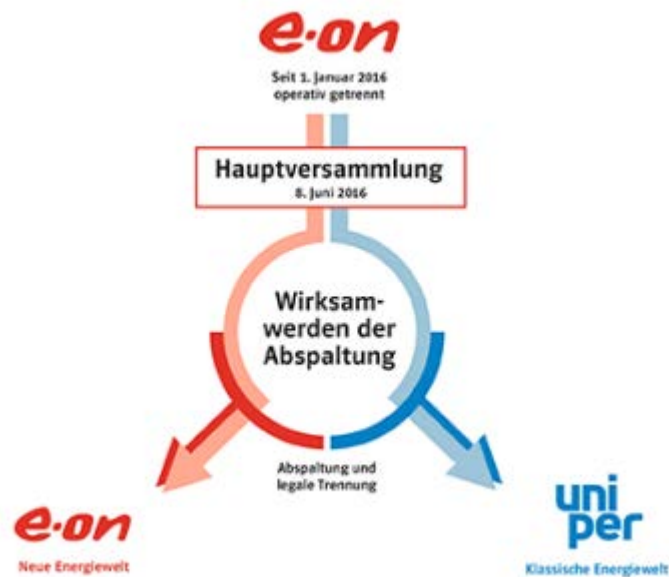 e·on
Seit 1. Januar 2016
operativ getrennt
Hauptversammlung
8. Juni 2016
Wirksam-
werden der
Abspaltung
Abspaltung und
legale Trennung
e·on
Neue Energiewelt
uni
per
Klassische Energiewelt